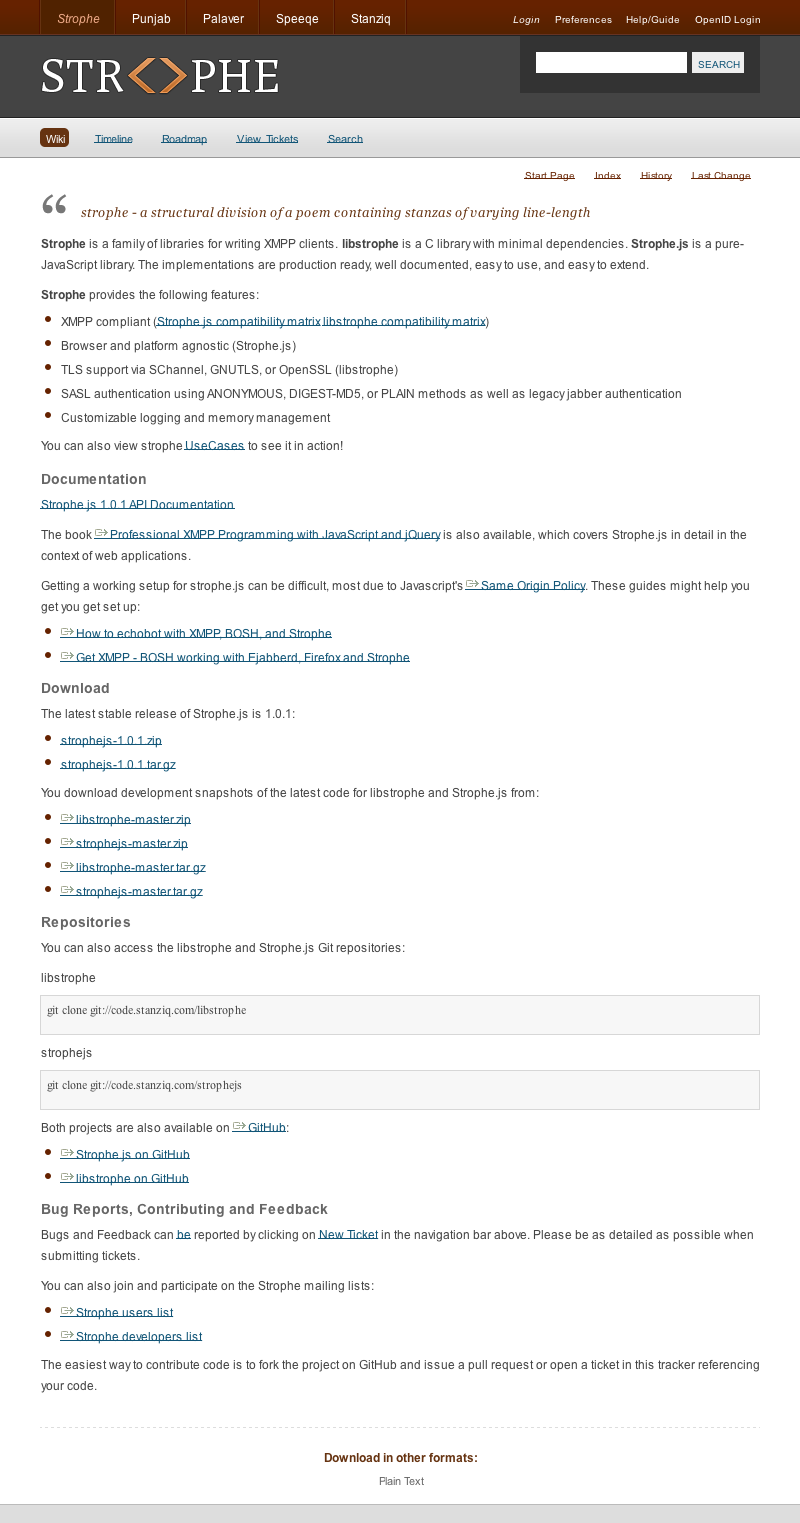 Strophe Punjab Palaver Speeqe Stanziq Login Preferences Help/Guide OpenID Login
STR<>PHE
SEARCH
Wiki Timeline Roadmap View Tickets Search
Start Page Index History Last Change
“ strophe - a structural division of a poem containing stanzas of varying line-length
Strophe is a family of libraries for writing XMPP clients. libstrophe is a C library with minimal dependencies. Strophe.js is a pure-
JavaScript library. The implementations are production ready, well documented, easy to use, and easy to extend.
Strophe provides the following features:
XMPP compliant (Strophe.js compatibility matrix libstrophe compatibility matrix)
Browser and platform agnostic (Strophe.js)
TLS support via SChannel, GNUTLS, or OpenSSL (libstrophe)
SASL authentication using ANONYMOUS, DIGEST-MD5, or PLAIN methods as well as legacy jabber authentication
Customizable logging and memory management
You can also view strophe UseCases to see it in action!
Documentation
Strophe.js 1.0.1 API Documentation
The book Professional XMPP Programming with JavaScript and jQuery is also available, which covers Strophe.js in detail in the
context of web applications.
Getting a working setup for strophe.js can be difficult, most due to Javascript's Same Origin Policy. These guides might help you
get you get set up:
How to echobot with XMPP, BOSH, and Strophe
Get XMPP - BOSH working with Ejabberd, Firefox and Strophe
Download
The latest stable release of Strophe.js is 1.0.1:
strophejs-1.0.1.zip
strophejs-1.0.1.tar.gz
You download development snapshots of the latest code for libstrophe and Strophe.js from:
libstrophe-master.zip
strophejs-master.zip
libstrophe-master.tar.gz
strophejs-master.tar.gz
Repositories
You can also access the libstrophe and Strophe.js Git repositories:
libstrophe
git clone git://code.stanziq.com/libstrophe
strophejs
git clone git://code.stanziq.com/strophejs
Both projects are also available on GitHub:
Strophe.js on GitHub
libstrophe on GitHub
Bug Reports, Contributing and Feedback
Bugs and Feedback can be reported by clicking on New Ticket in the navigation bar above. Please be as detailed as possible when
submitting tickets.
You can also join and participate on the Strophe mailing lists:
Strophe users list
Strophe developers list
The easiest way to contribute code is to fork the project on GitHub and issue a pull request or open a ticket in this tracker referencing
your code.
Download in other formats:
Plain Text